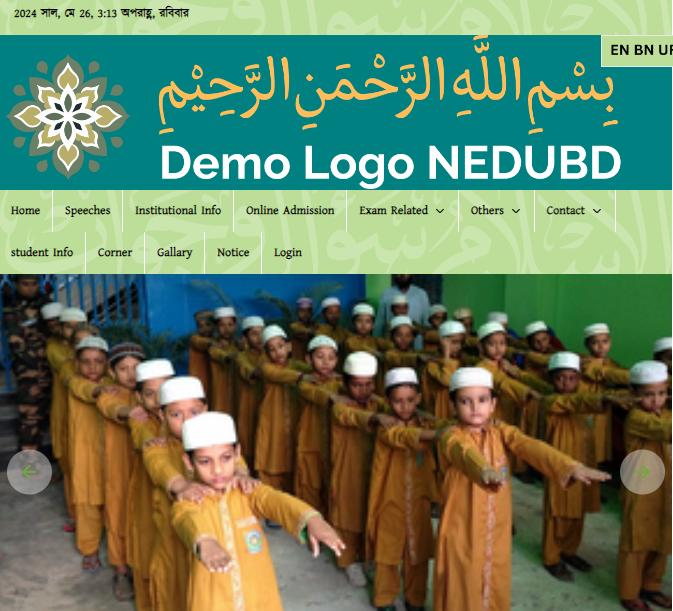 2024 সাল, মে 26, 3:13 অপরাহ্ণ, রবিবার
EN BN
بِسْمِ اللَّهِ الرَّحْمَنِ الرَّحِيْمِ
Demo Logo NEDUBD
Home Speeches Institutional Info Online Admission Exam Related Others Contact
student Info Corner Gallary Notice Login